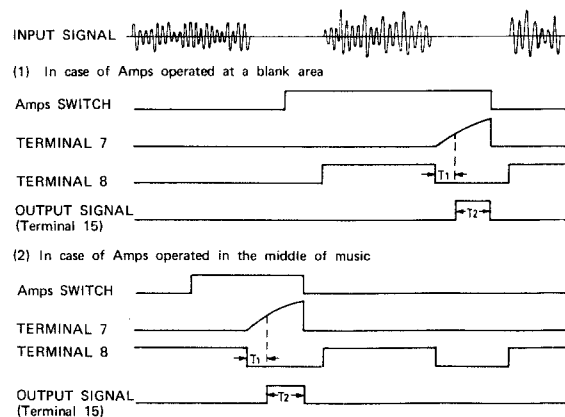 INPUT SIGNAL
(1) In case of Amps operated at a blank area
Amps SWITCH
TERMINAL 7
TERMINAL 8
T1
OUTPUT SIGNAL
(Terminal 15)
T2
(2) In case of Amps operated in the middle of music
Amps SWITCH
TERMINAL 7
TERMINAL 8
T1
OUTPUT SIGNAL
(Terminal 15)
T2